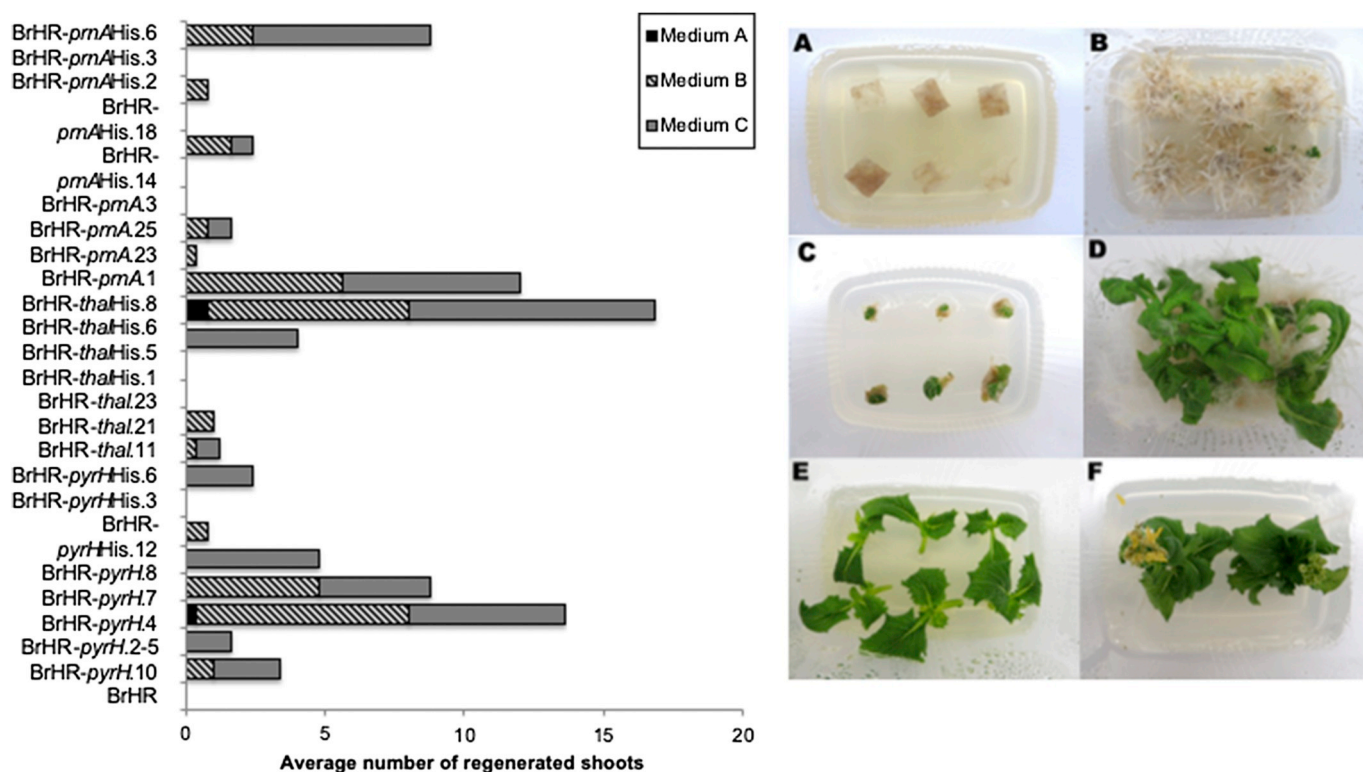 BrHR-prnAHis.6
BrHR-prnAHis.3
BrHR-prnAHis.2
BrHR-
prnAHis.18
BrHR-
prnAHis.14
BrHR-prnA.3
BrHR-prnA.25
BrHR-prnA.23
BrHR-prnA.1
BrHR-thalHis.8
BrHR-thalHis.6
BrHR-thalHis.5
BrHR-thalHis.1
BrHR-thal.23
BrHR-thal.21
BrHR-thal.11
BrHR-pyrHHis.6
BrHR-pyrHHis.3
BrHR-
pyrHHis.12
BrHR-pyrH.8
BrHR-pyrH.7
BrHR-pyrH.4
BrHR-pyrH.2-5
BrHR-pyrH.10
BrHR
0 5 10 15 20
Average number of regenerated shoots
Medium A
Medium B
Medium C
A B
C D
E F